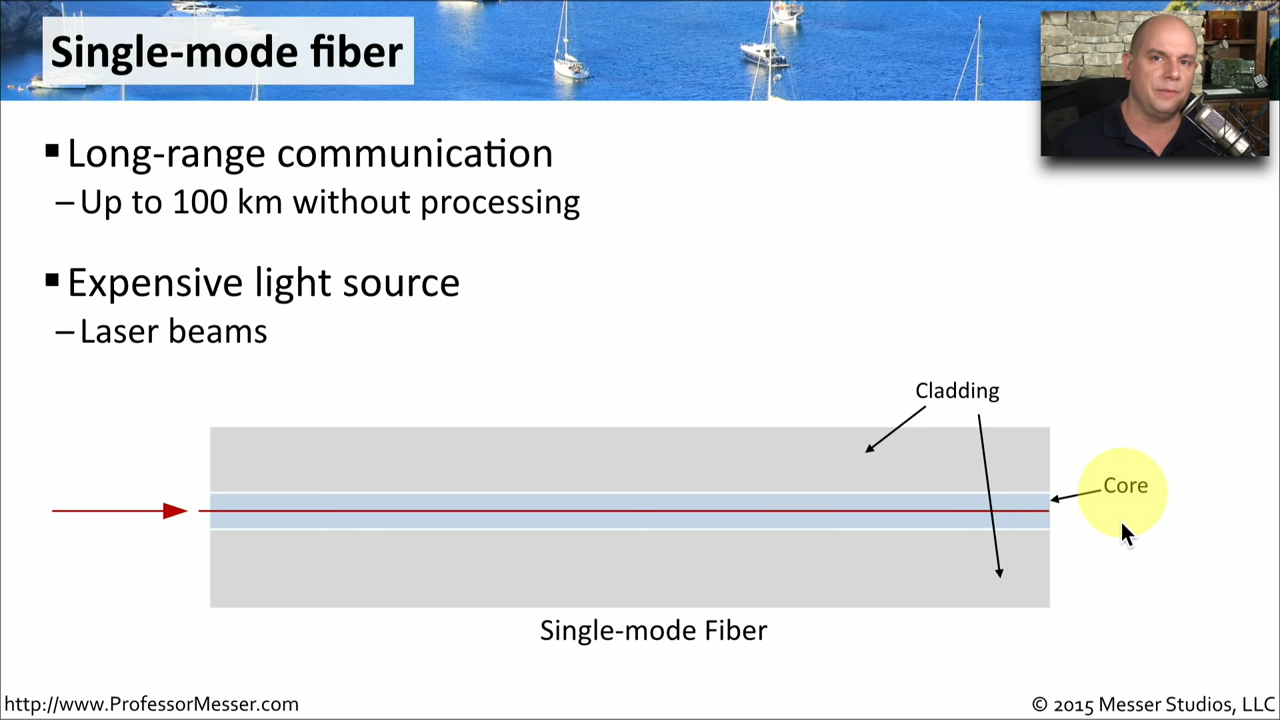 Single-mode fiber
▪ Long-range communication
– Up to 100 km without processing
▪ Expensive light source
– Laser beams
Cladding
Core
Single-mode Fiber
http://www.ProfessorMesser.com
© 2015 Messer Studios, LLC